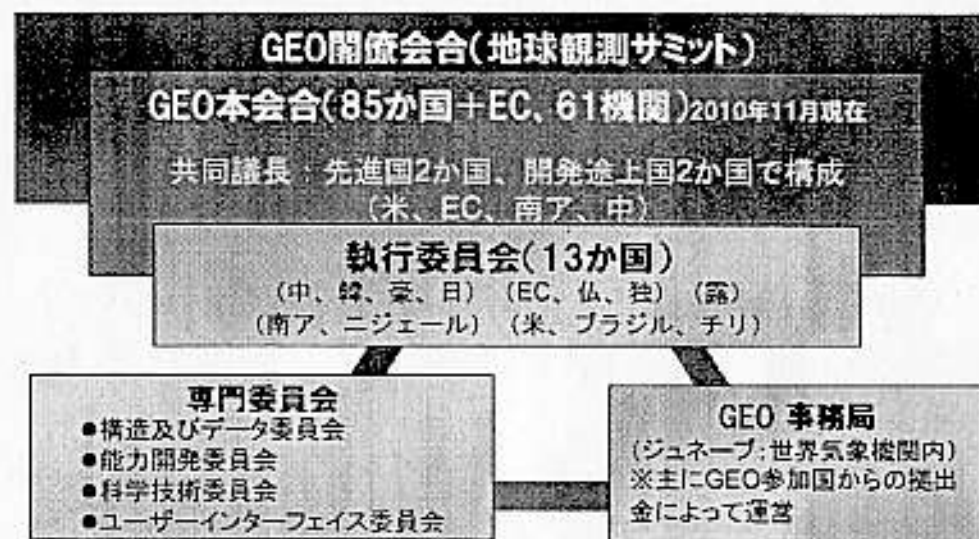 GEO閣僚会合(地球観測サミット)
GEO本会合(85か国+EC、61機関)2010年11月現在
共同議長:先進国2か国、開発途上国2か国で構成
(米、EC、南ア、中)
執行委員会(13か国)
(中、韓、豪、日) (EC、仏、独) (露)
(南ア、ニジェール) (米、ブラジル、チリ)
専門委員会
●構造及びデータ委員会
●能力開発委員会
●科学技術委員会
●ユーザーインターフェイス委員会
GEO 事務局
(ジュネーブ:世界気象機関内)
※主にGEO参加国からの拠出
金によって運営